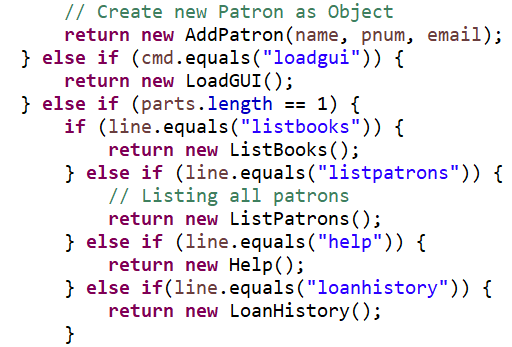 // Create new Patron as Object
return new AddPatron(name, pnum, email);
} else if (cmd.equals("loadgui")) {
return new LoadGUI();
} else if (parts.length == 1) {
if (line.equals("listbooks")) {
return new ListBooks();
} else if (line.equals("listpatrons")) {
// Listing all patrons
return new ListPatrons();
} else if (line.equals("help")) {
return new Help();
} else if(line.equals("loanhistory")) {
return new LoanHistory();
}